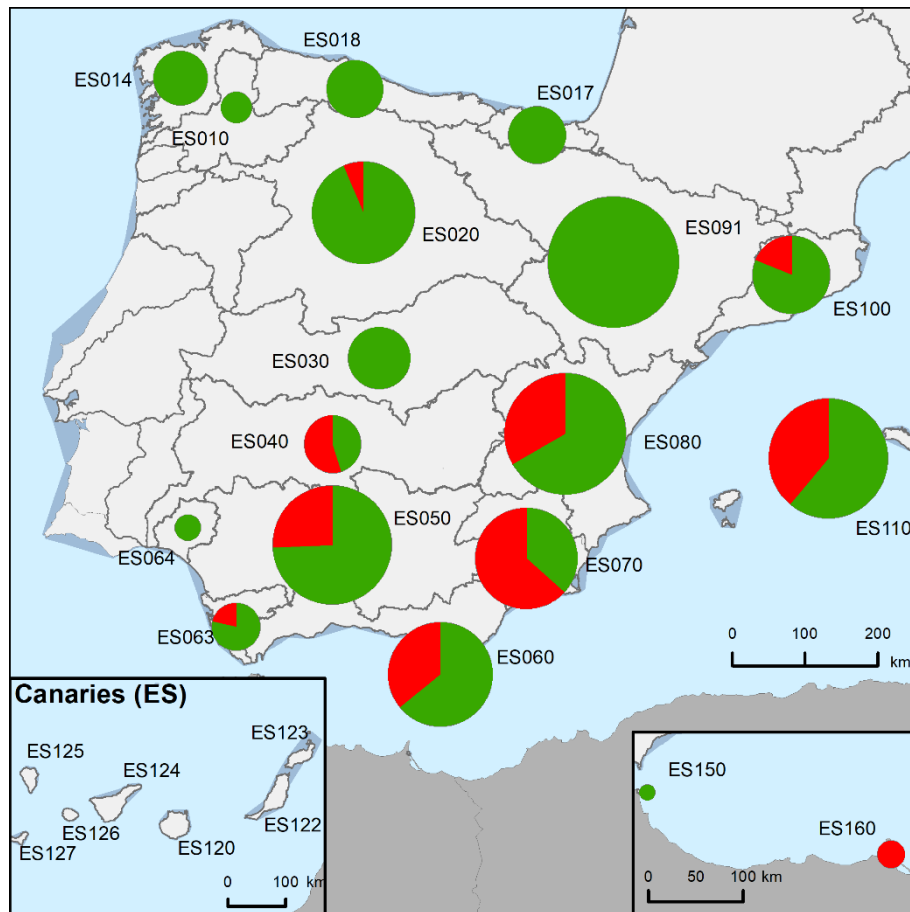 ES018
ES014
ES017
ES010
ES020
ES091
ES100
ES030
ES040
ES080
ES050
ES110
ES064
ES070
ES063
ES060
0 100 200
km
Canaries (ES)
ES123
ES125
ES124
ES126
ES122
ES127
ES120
0 100 km
ES150
ES160
0 50 100
km